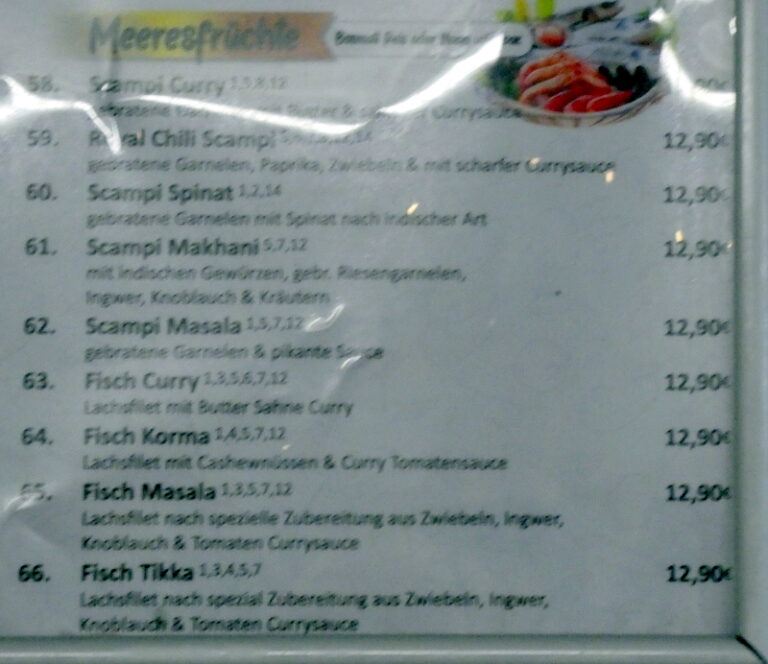 Meeresfrüchte
58. Scampi Curry 1,5,8,12
gebratene Butter & Currysauce
59. Royal Chili Scampi 12,90€
gebratene Garnelen, Paprika, Zwiebeln & mit scharfer Currysauce
60. Scampi Spinat 1,2,14 12,90€
gebratene Garnelen mit Spinat nach indischer Art
61. Scampi Makhani 5,7,12 12,90€
mit indischen Gewürzen, gebr. Riesengarnelen,
Ingwer, Knoblauch & Kräutern
62. Scampi Masala 1,5,7,12 12,90€
gebratene Garnelen & pikante Sauce
63. Fisch Curry 1,3,5,6,7,12 12,90€
Lachsfilet mit Butter Sahne Curry
64. Fisch Korma 1,4,5,7,12 12,90€
Lachsfilet mit Cashewnüssen & Curry Tomatensauce
65. Fisch Masala 1,3,5,7,12 12,90€
Lachsfilet nach spezielle Zubereitung aus Zwiebeln, Ingwer,
Knoblauch & Tomaten Currysauce
66. Fisch Tikka 1,3,4,5,7 12,90€
Lachsfilet nach spezial Zubereitung aus Zwiebeln, Ingwer,
Knoblauch & Tomaten Currysauce